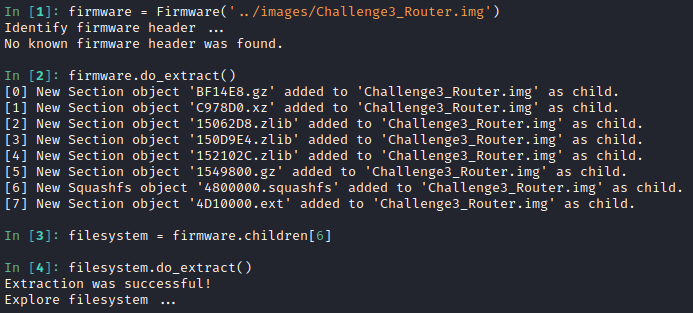 In [1]: firmware = Firmware('../images/Challenge3_Router.img')
Identify firmware header ...
No known firmware header was found.
In [2]: firmware.do_extract()
[0] New Section object 'BF14E8.gz' added to 'Challenge3_Router.img' as child.
[1] New Section object 'C978D0.xz' added to 'Challenge3_Router.img' as child.
[2] New Section object '15062D8.zlib' added to 'Challenge3_Router.img' as child.
[3] New Section object '150D9E4.zlib' added to 'Challenge3_Router.img' as child.
[4] New Section object '152102C.zlib' added to 'Challenge3_Router.img' as child.
[5] New Section object '1549800.gz' added to 'Challenge3_Router.img' as child.
[6] New Squashfs object '4800000.squashfs' added to 'Challenge3_Router.img' as child.
[7] New Section object '4D10000.ext' added to 'Challenge3_Router.img' as child.
In [3]: filesystem = firmware.children[6]
In [4]: filesystem.do_extract()
Extraction was successful!
Explore filesystem ...